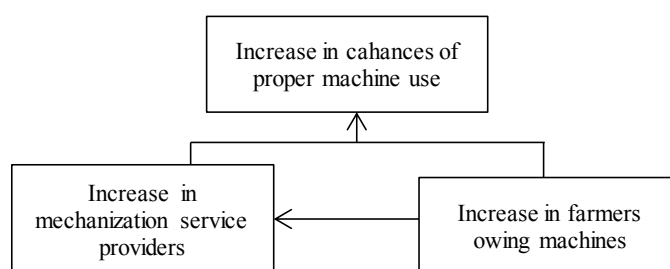 Increase in cahances of
proper machine use
Increase in
mechanization service
providers
Increase in farmers
owing machines